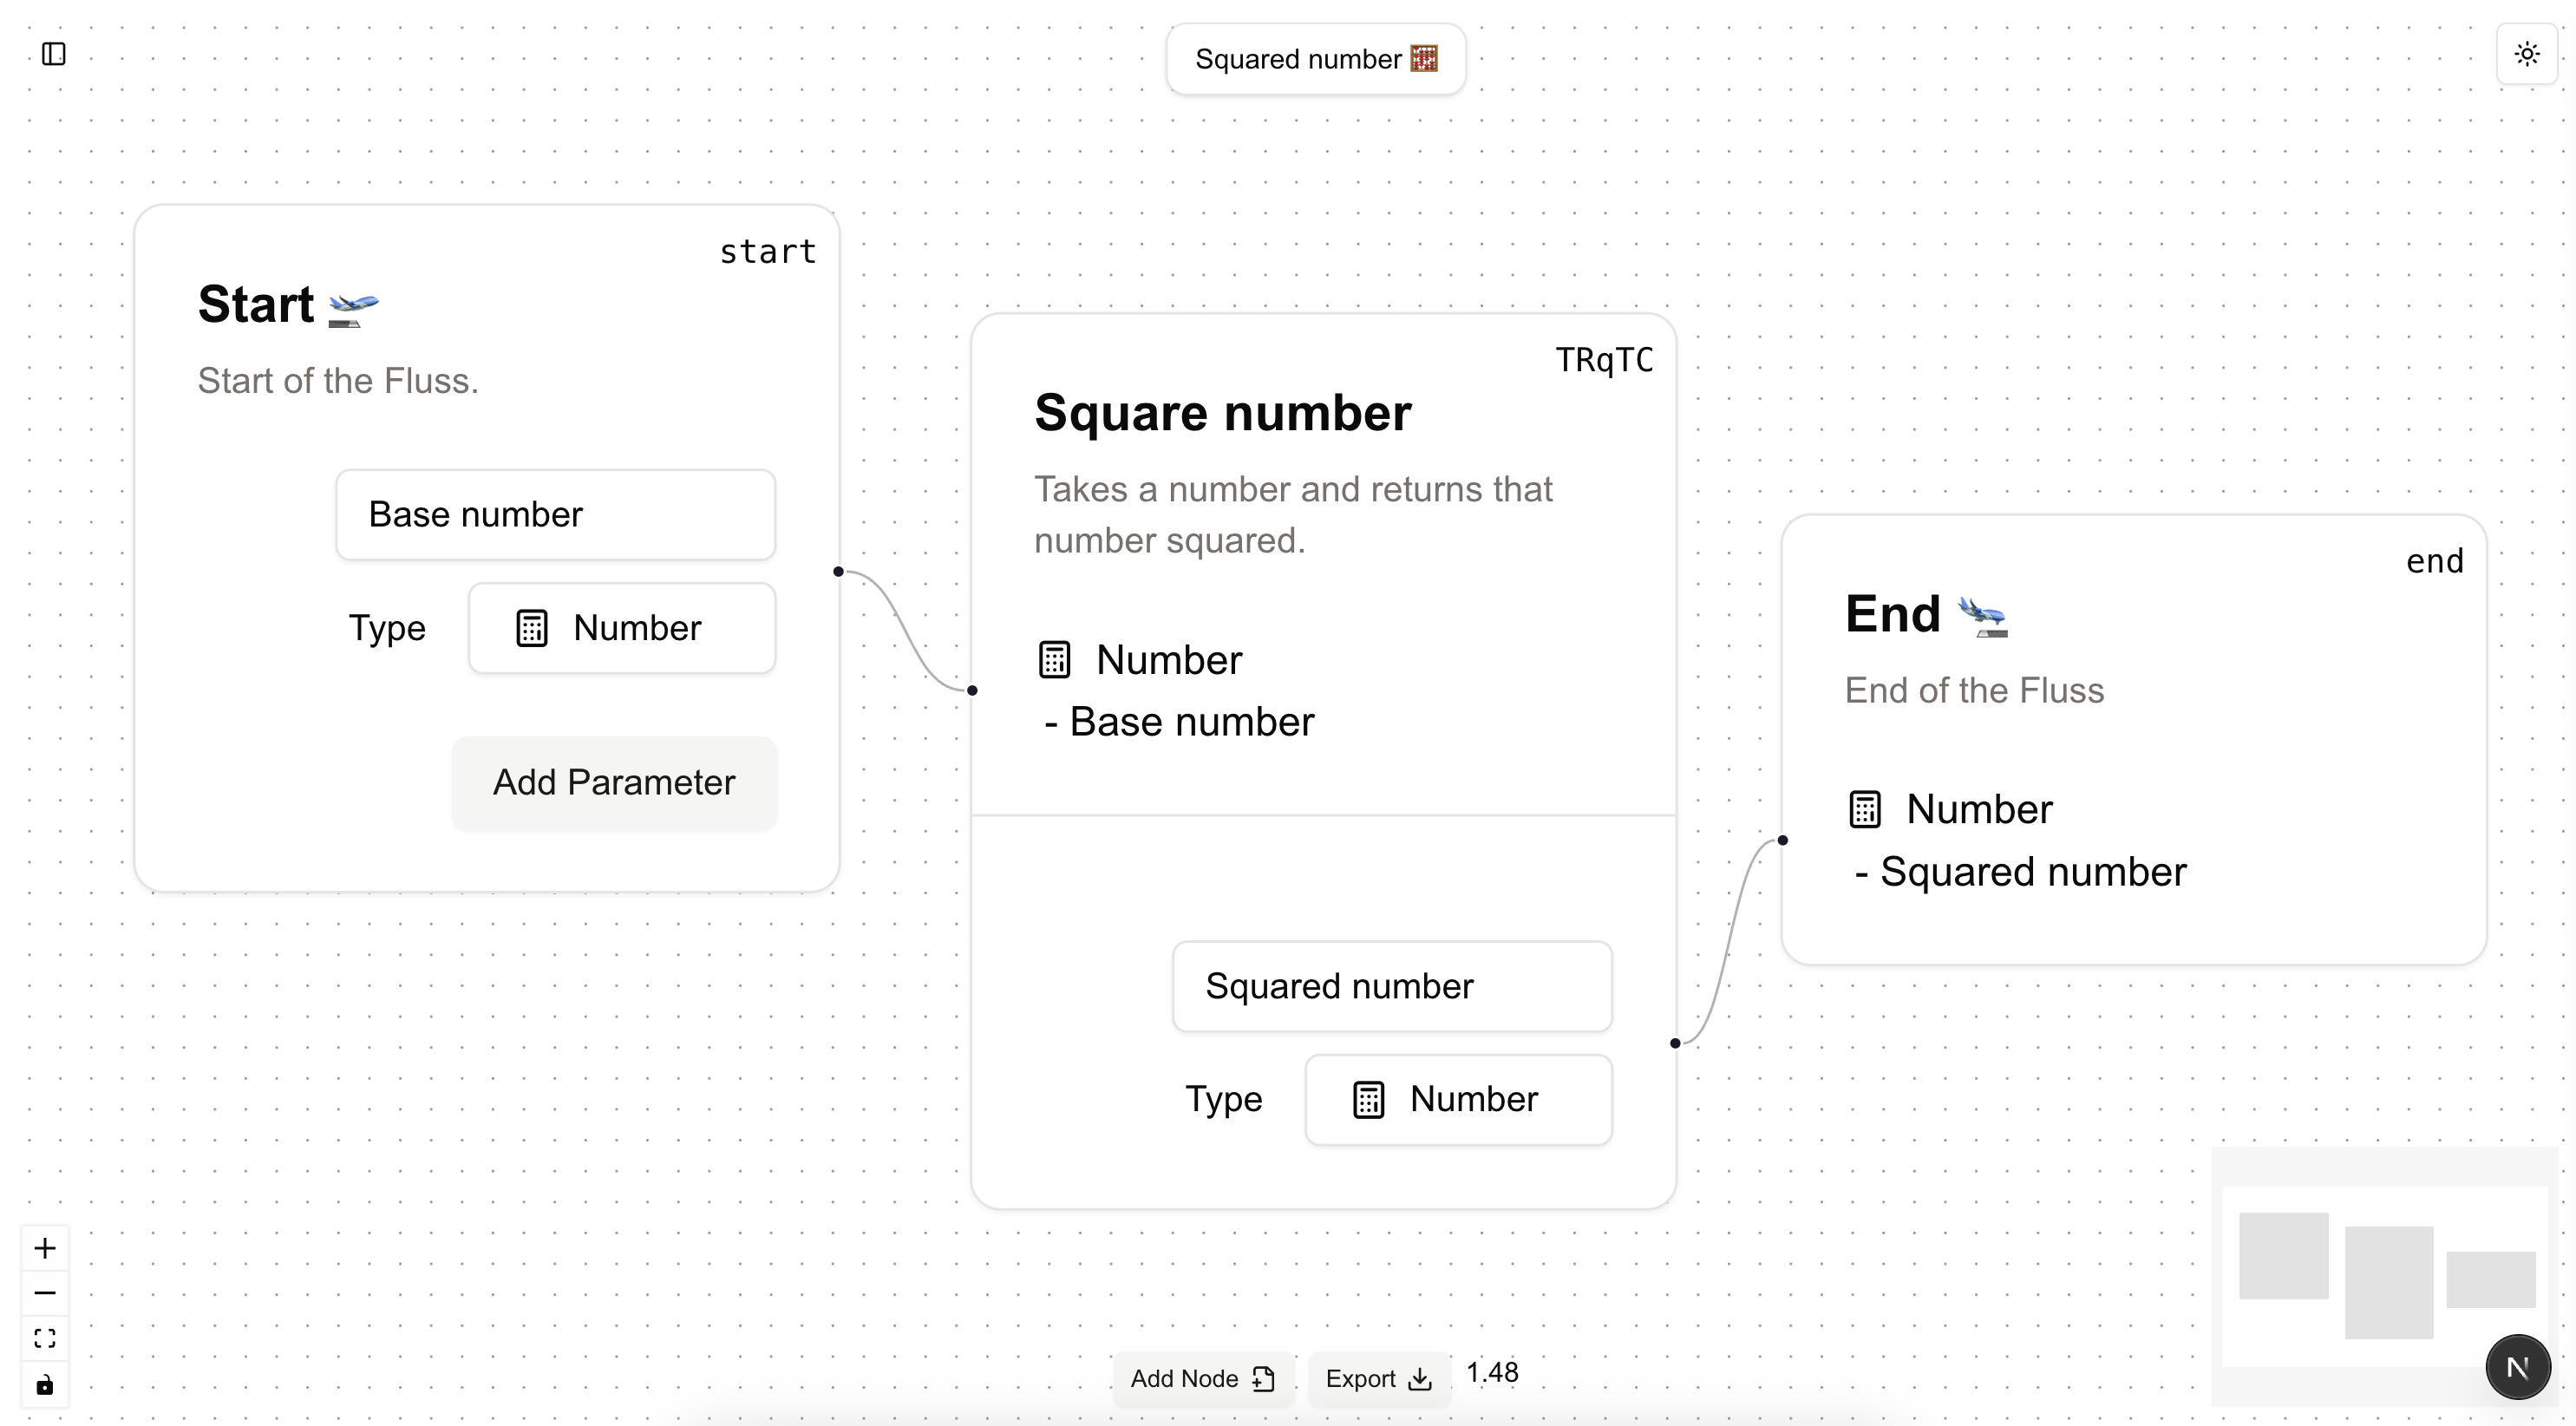 Squared number
start
Start
Start of the Fluss.
Base number
Type
Number
Add Parameter
TRqTC
Square number
Takes a number and returns that
number squared.
Number
- Base number
Squared number
Type
Number
end
End
End of the Fluss
Number
- Squared number
Add Node
Export
1.48
N